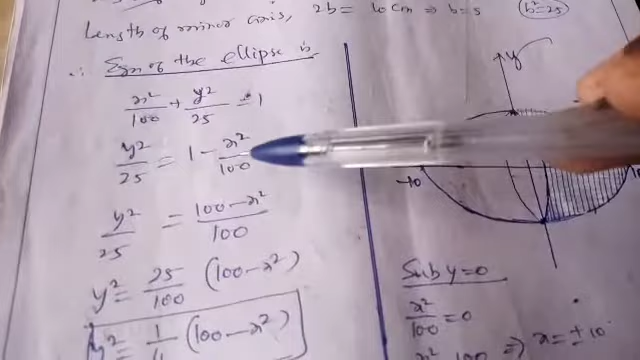 Length of minor axis, 2b = 10cm ⇒ b=5 (b²=25)
∴ Eqn of the ellipse is
x²/100 + y²/25 = 1
y²/25 = 1 - x²/100
y²/25 = (100-x²)/100
y² = 25/100 (100-x²)
y² = 1/4 (100-x²)
y
-10
Sub y=0
x²/100 = 0
⇒ x = ±10